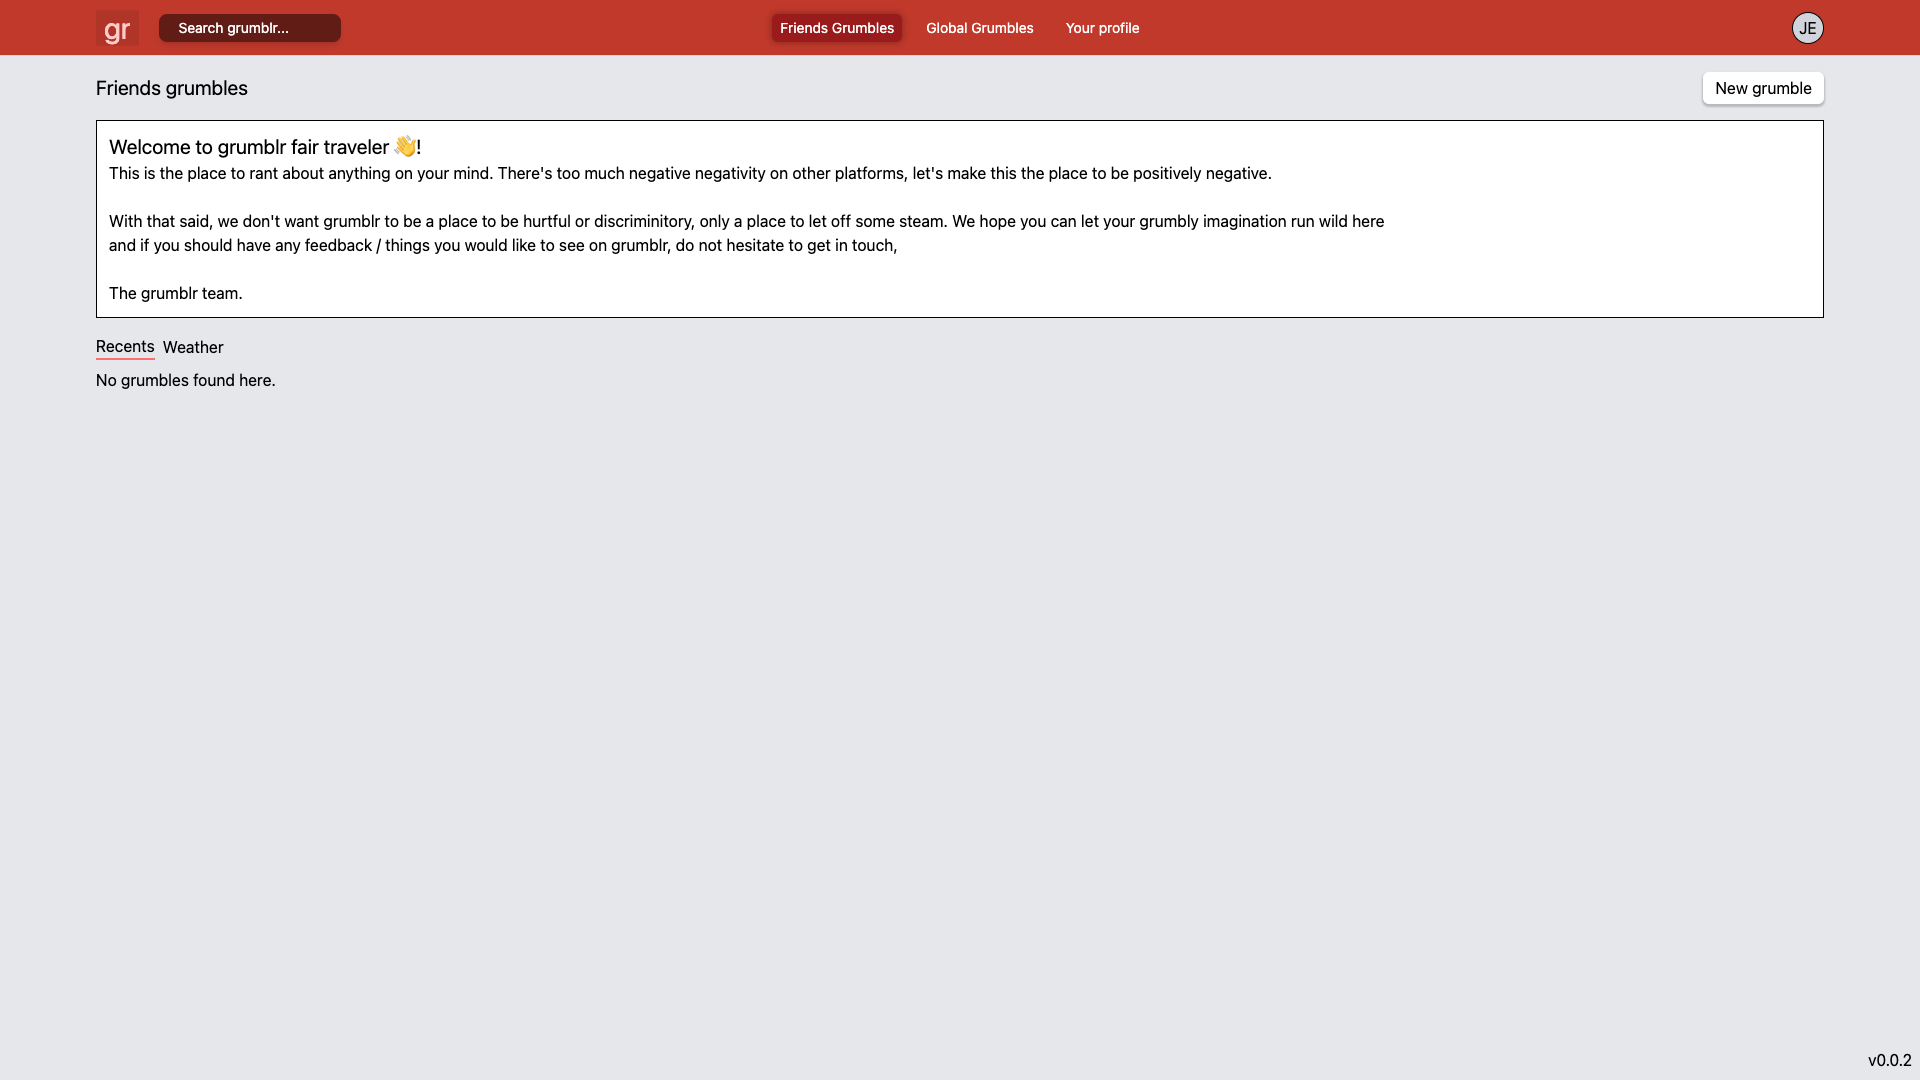 gr
Search grumblr...
Friends Grumbles
Global Grumbles
Your profile
JE
Friends grumbles
New grumble
Welcome to grumblr fair traveler 👋!
This is the place to rant about anything on your mind. There's too much negative negativity on other platforms, let's make this the place to be positively negative.
With that said, we don't want grumblr to be a place to be hurtful or discriminitory, only a place to let off some steam. We hope you can let your grumbly imagination run wild here
and if you should have any feedback / things you would like to see on grumblr, do not hesitate to get in touch,
The grumblr team.
Recents
Weather
No grumbles found here.
v0.0.2